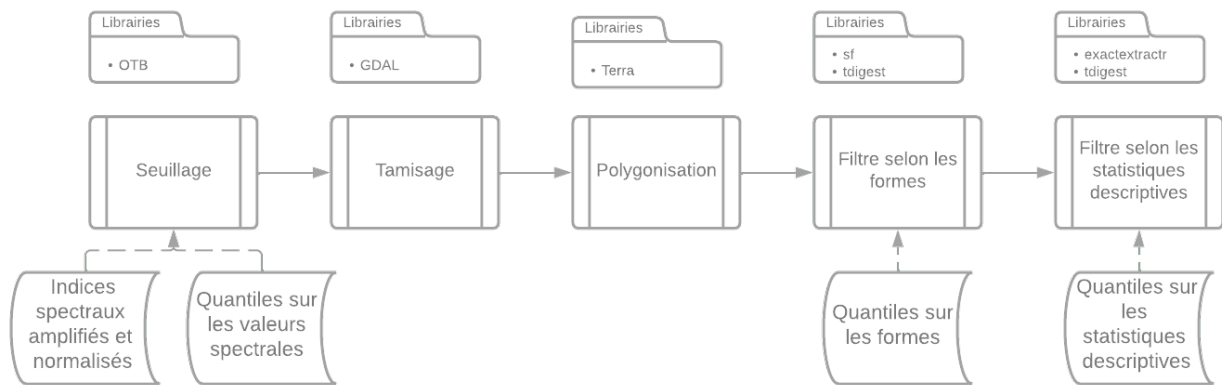 Librairies
• OTB
Librairies
• GDAL
Librairies
• Terra
Librairies
• sf
• tdigest
Librairies
• exactextractr
• tdigest
Seuillage
Tamisage
Polygonisation
Filtre selon les
formes
Filtre selon les
statistiques
descriptives
Indices
spectraux
amplifiés et
normalisés
Quantiles sur
les valeurs
spectrales
Quantiles sur
les formes
Quantiles sur
les
statistiques
descriptives